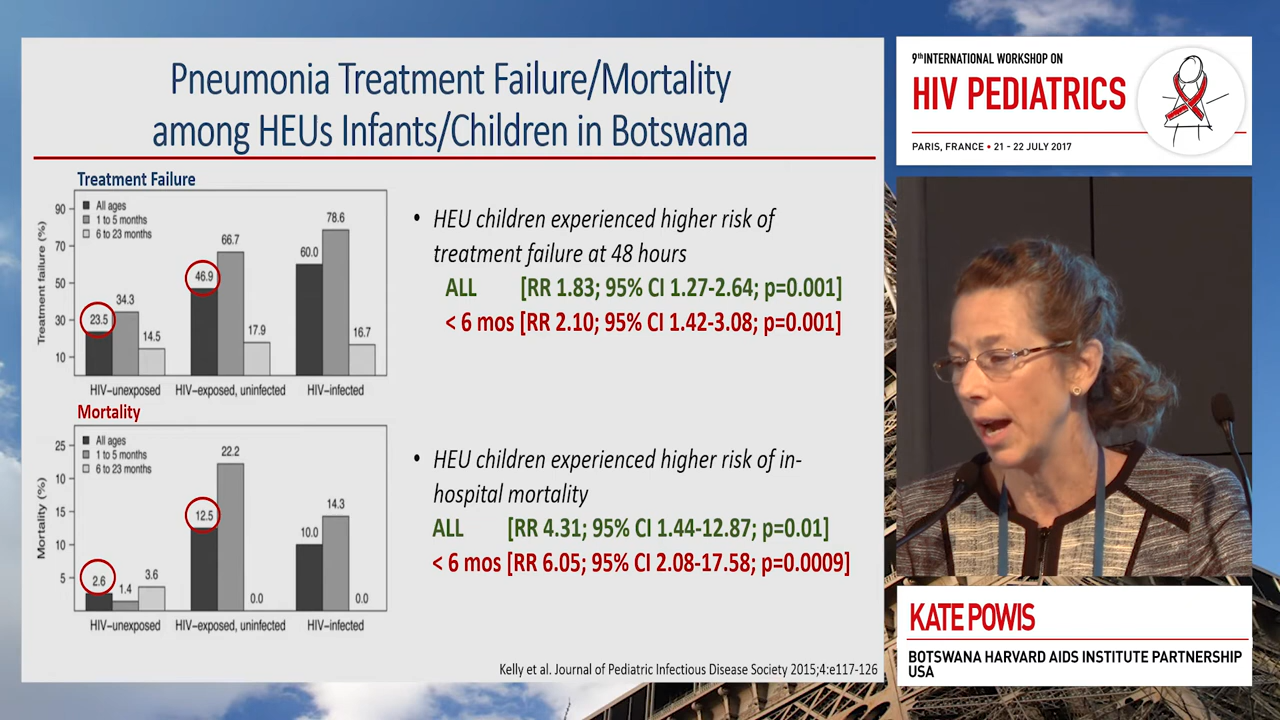 Pneumonia Treatment Failure/Mortality
among HEUs Infants/Children in Botswana
Treatment Failure
Treatment failure (%)
90
70
50
30
10
All ages
1 to 5 months
6 to 23 months
23.5
34.3
14.5
46.9
66.7
17.9
60.0
78.6
16.7
HIV–unexposed
HIV–exposed, uninfected
HIV–infected
Mortality
Mortality (%)
25
10
15
10
5
All ages
1 to 5 months
6 to 23 months
2.6
1.4
3.6
12.5
22.2
0.0
10.0
14.3
0.0
HIV–unexposed
HIV–exposed, uninfected
HIV–infected
• HEU children experienced higher risk of
treatment failure at 48 hours
ALL [RR 1.83; 95% CI 1.27-2.64; p=0.001]
< 6 mos [RR 2.10; 95% CI 1.42-3.08; p=0.001]
• HEU children experienced higher risk of in-
hospital mortality
ALL [RR 4.31; 95% CI 1.44-12.87; p=0.01]
< 6 mos [RR 6.05; 95% CI 2.08-17.58; p=0.0009]
Kelly et al. Journal of Pediatric Infectious Disease Society 2015;4:e117-126
9th INTERNATIONAL WORKSHOP ON
HIV PEDIATRICS
PARIS, FRANCE • 21 - 22 JULY 2017
KATE POWIS
BOTSWANA HARVARD AIDS INSTITUTE PARTNERSHIP
USA